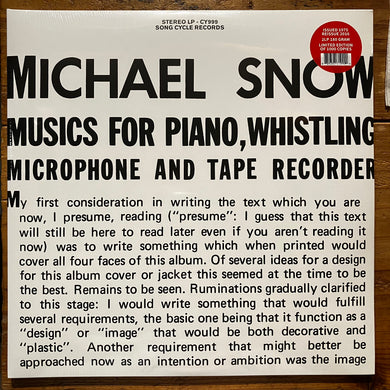 STEREO LP - CY999
SONG CYCLE RECORDS
ISSUED 1975
REISSUE 2016
2LP 180 GRAM
LIMITED EDITION
OF 1000 COPIES
MICHAEL SNOW
MUSICS FOR PIANO, WHISTLING
MICROPHONE AND TAPE RECORDER
My first consideration in writing the text which you are
now, I presume, reading ("presume": I guess that this text
will still be here to read later even if you aren't reading it
now) was to write something which when printed would
cover all four faces of this album. Of several ideas for a design
for this album cover or jacket this seemed at the time to be
the best. Remains to be seen. Ruminations gradually clarified
to this stage: I would write something that would fulfill
several requirements, the basic one being that it function as a
"design" or "image" that would be both decorative and
"plastic". Another requirement that might better be
approached now as an intention or ambition was the image